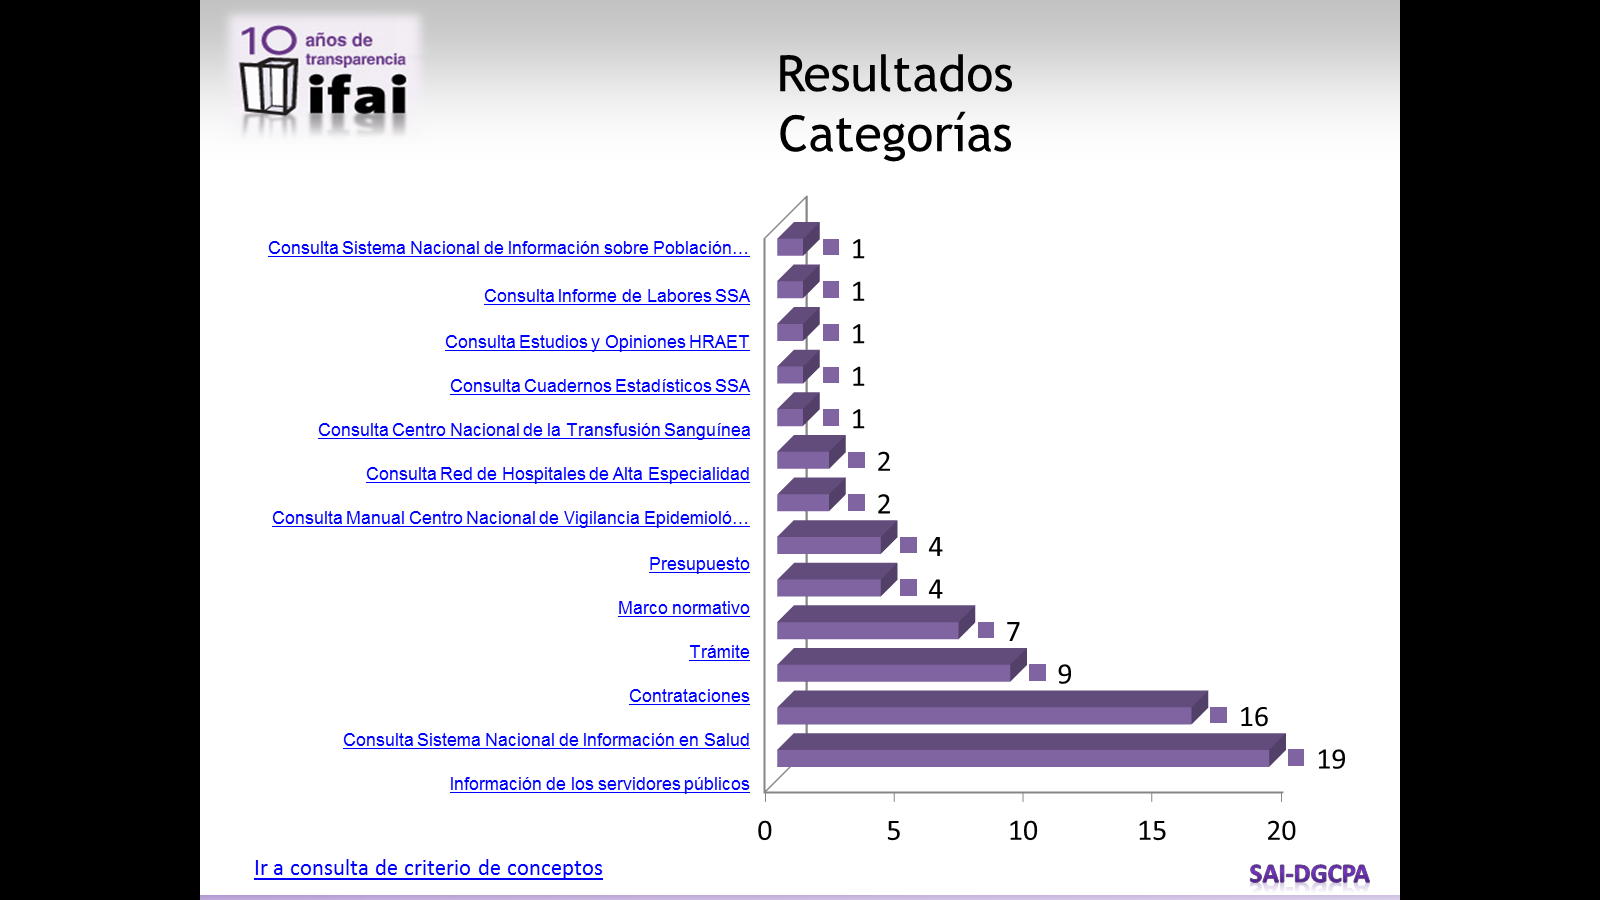 10 años de
transparencia
ifai
Resultados
Categorías
Consulta Sistema Nacional de Información sobre Población… 1
Consulta Informe de Labores SSA 1
Consulta Estudios y Opiniones HRAET 1
Consulta Cuadernos Estadísticos SSA 1
Consulta Centro Nacional de la Transfusión Sanguínea 1
Consulta Red de Hospitales de Alta Especialidad 2
Consulta Manual Centro Nacional de Vigilancia Epidemioló… 2
Presupuesto 4
Marco normativo 4
Trámite 7
Contrataciones 9
Consulta Sistema Nacional de Información en Salud 16
Información de los servidores públicos 19
0 5 10 15 20
Ir a consulta de criterio de conceptos
SAI-DGCPA